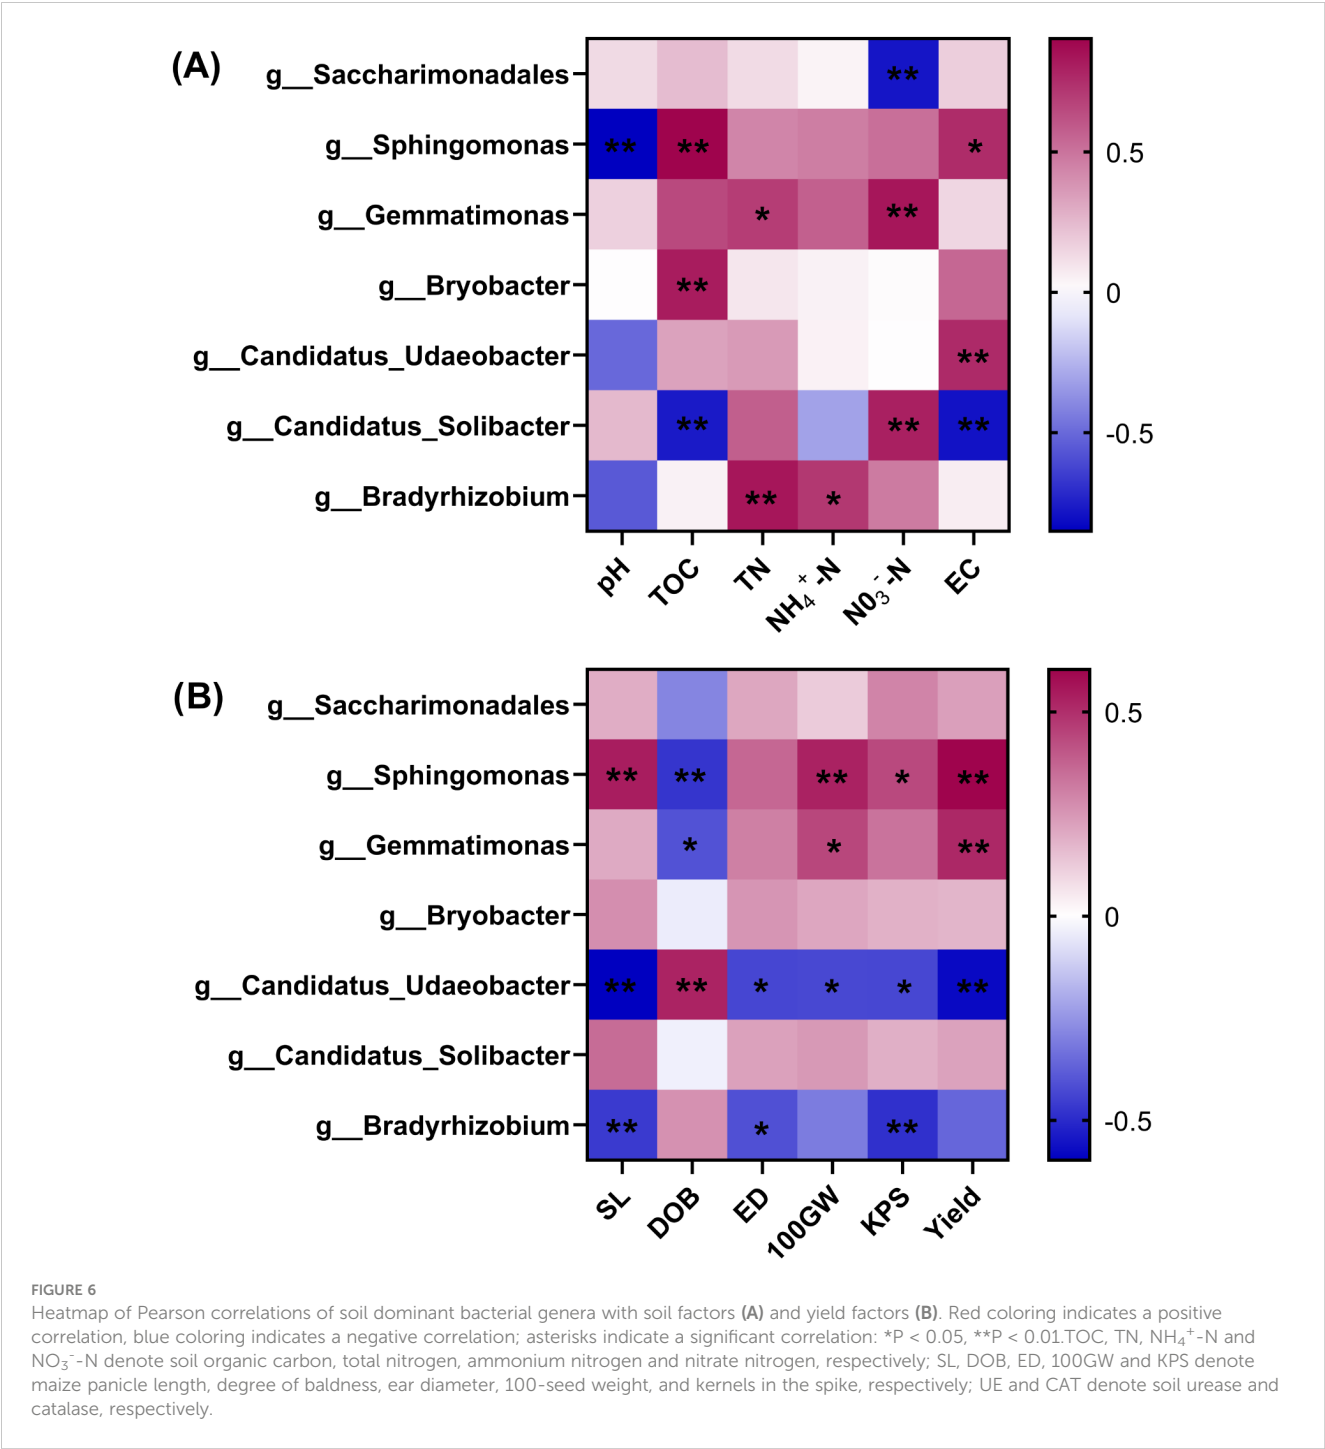 (A)
g__Saccharimonadales
**
g__Sphingomonas
** ** *
0.5
g__Gemmatimonas
* **
g__Bryobacter
**
0
g__Candidatus_Udaeobacter
**
g__Candidatus_Solibacter
** ** **
-0.5
g__Bradyrhizobium
** *
pH TOC TN NH4+-N N03--N EC
(B)
g__Saccharimonadales
0.5
g__Sphingomonas
** ** ** * **
g__Gemmatimonas
* * **
g__Bryobacter
0
g__Candidatus_Udaeobacter
** ** * * * **
g__Candidatus_Solibacter
g__Bradyrhizobium
** * **
-0.5
SL DOB ED 100GW KPS Yield
FIGURE 6
Heatmap of Pearson correlations of soil dominant bacterial genera with soil factors (A) and yield factors (B). Red coloring indicates a positive
correlation, blue coloring indicates a negative correlation; asterisks indicate a significant correlation: *P < 0.05, **P < 0.01.TOC, TN, NH4+-N and
NO3--N denote soil organic carbon, total nitrogen, ammonium nitrogen and nitrate nitrogen, respectively; SL, DOB, ED, 100GW and KPS denote
maize panicle length, degree of baldness, ear diameter, 100-seed weight, and kernels in the spike, respectively; UE and CAT denote soil urease and
catalase, respectively.